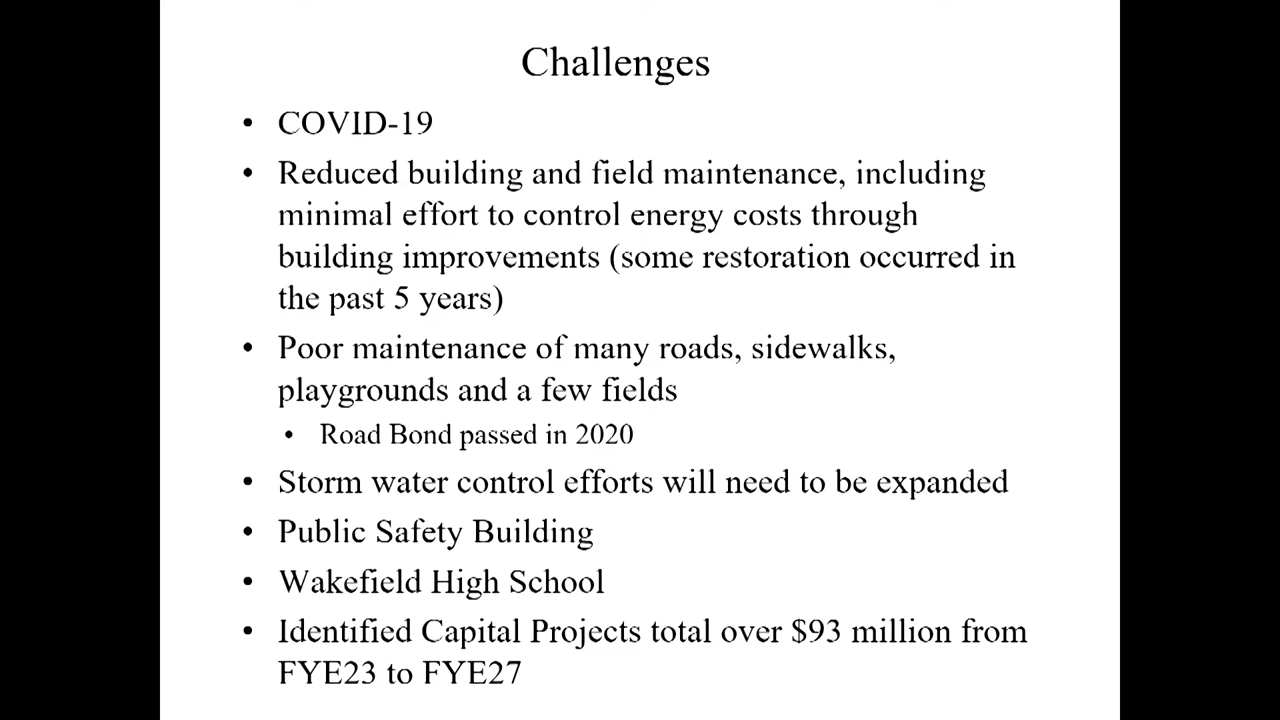 Challenges
• COVID-19
• Reduced building and field maintenance, including
minimal effort to control energy costs through
building improvements (some restoration occurred in
the past 5 years)
• Poor maintenance of many roads, sidewalks,
playgrounds and a few fields
• Road Bond passed in 2020
• Storm water control efforts will need to be expanded
• Public Safety Building
• Wakefield High School
• Identified Capital Projects total over $93 million from
FYE23 to FYE27